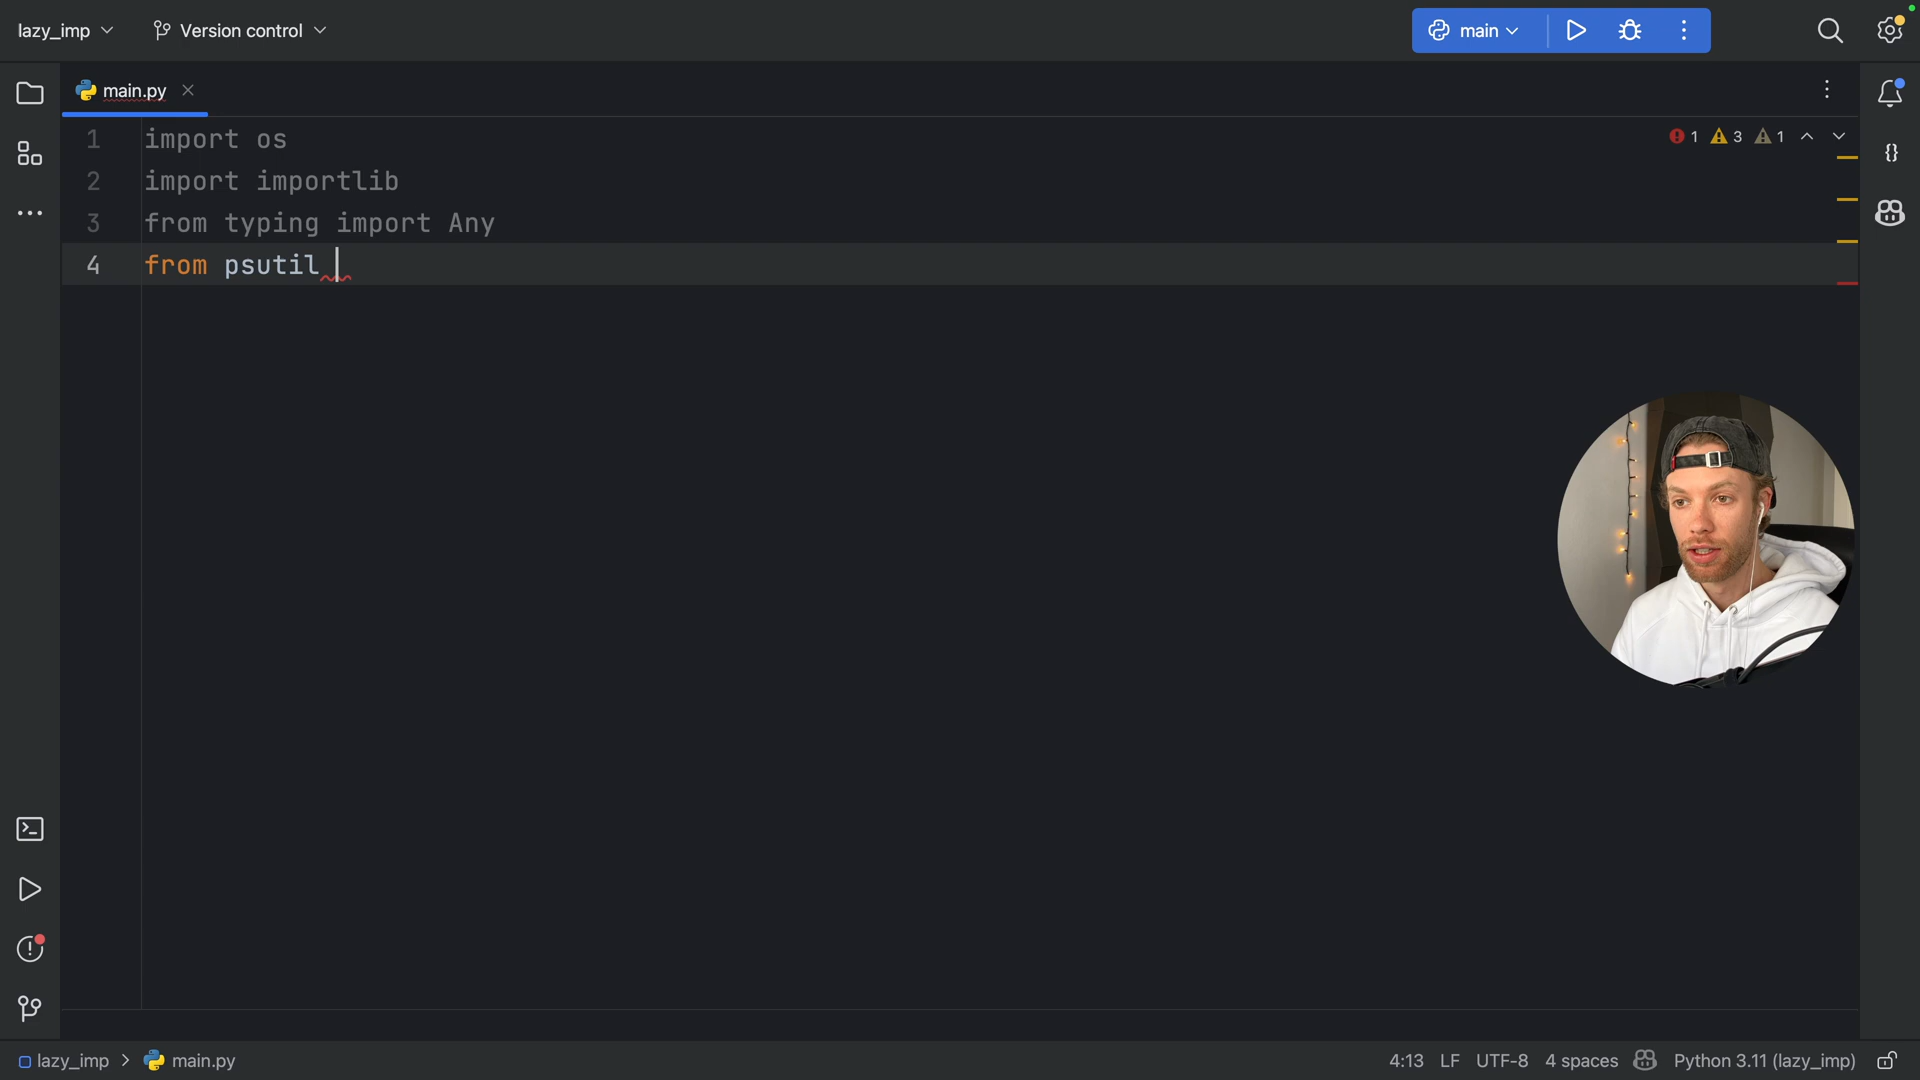 lazy_imp
Version control
main
main.py
1 import os
2 import importlib
3 from typing import Any
4 from psutil
1 3 1
{}
lazy_imp > main.py
4:13 LF UTF-8 4 spaces Python 3.11 (lazy_imp)